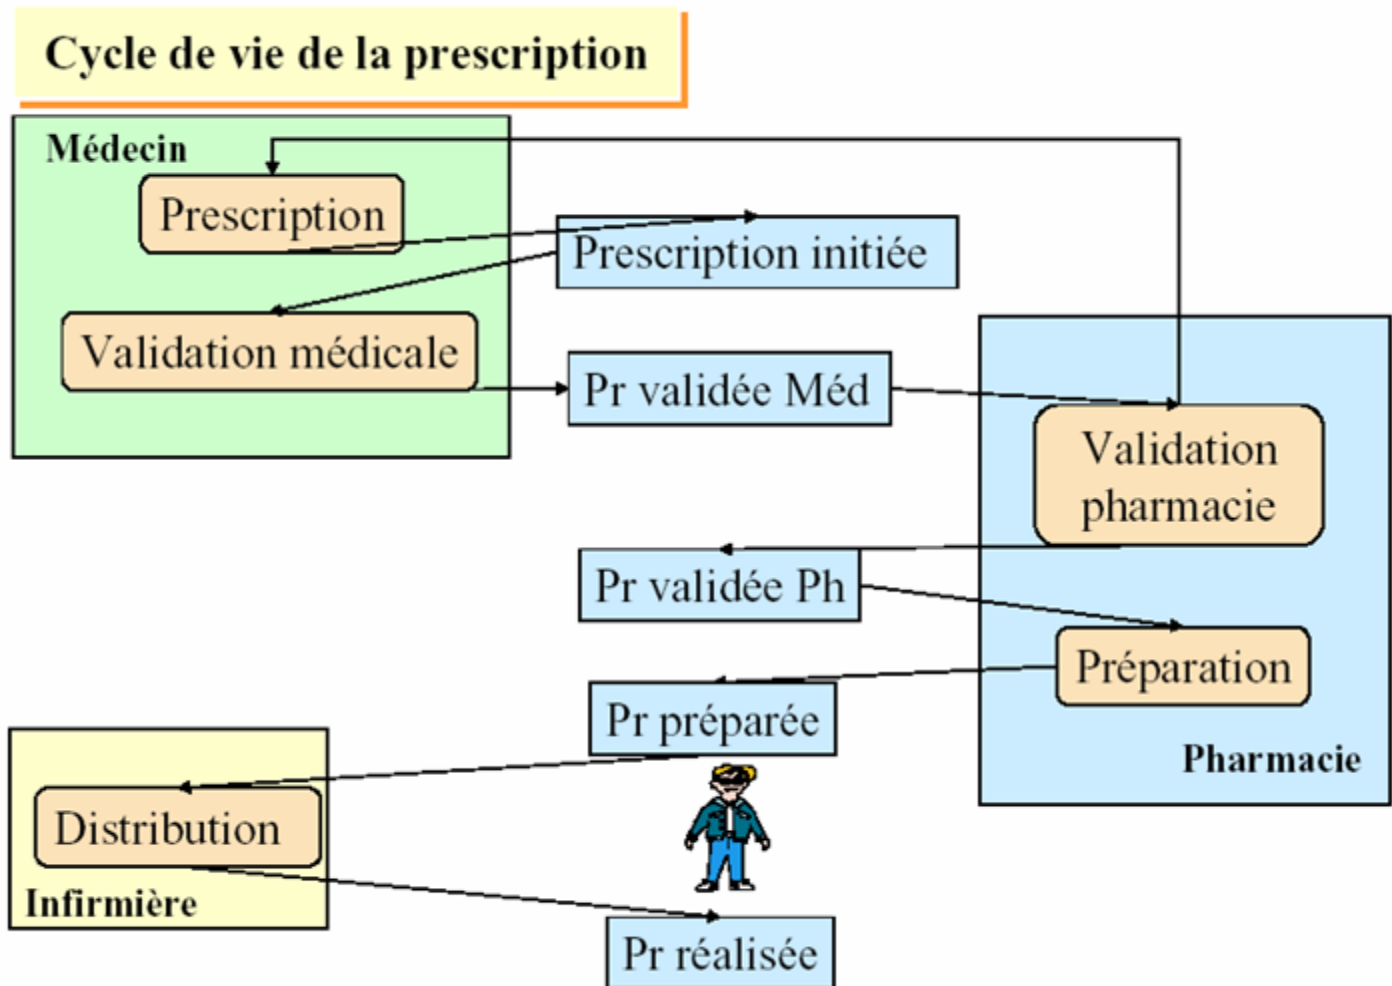 Cycle de vie de la prescription
Médecin
Prescription
Prescription initiée
Validation médicale
Pr validée Méd
Validation
pharmacie
Pr validée Ph
Préparation
Pr préparée
Pharmacie
Distribution
Infirmière
Pr réalisée